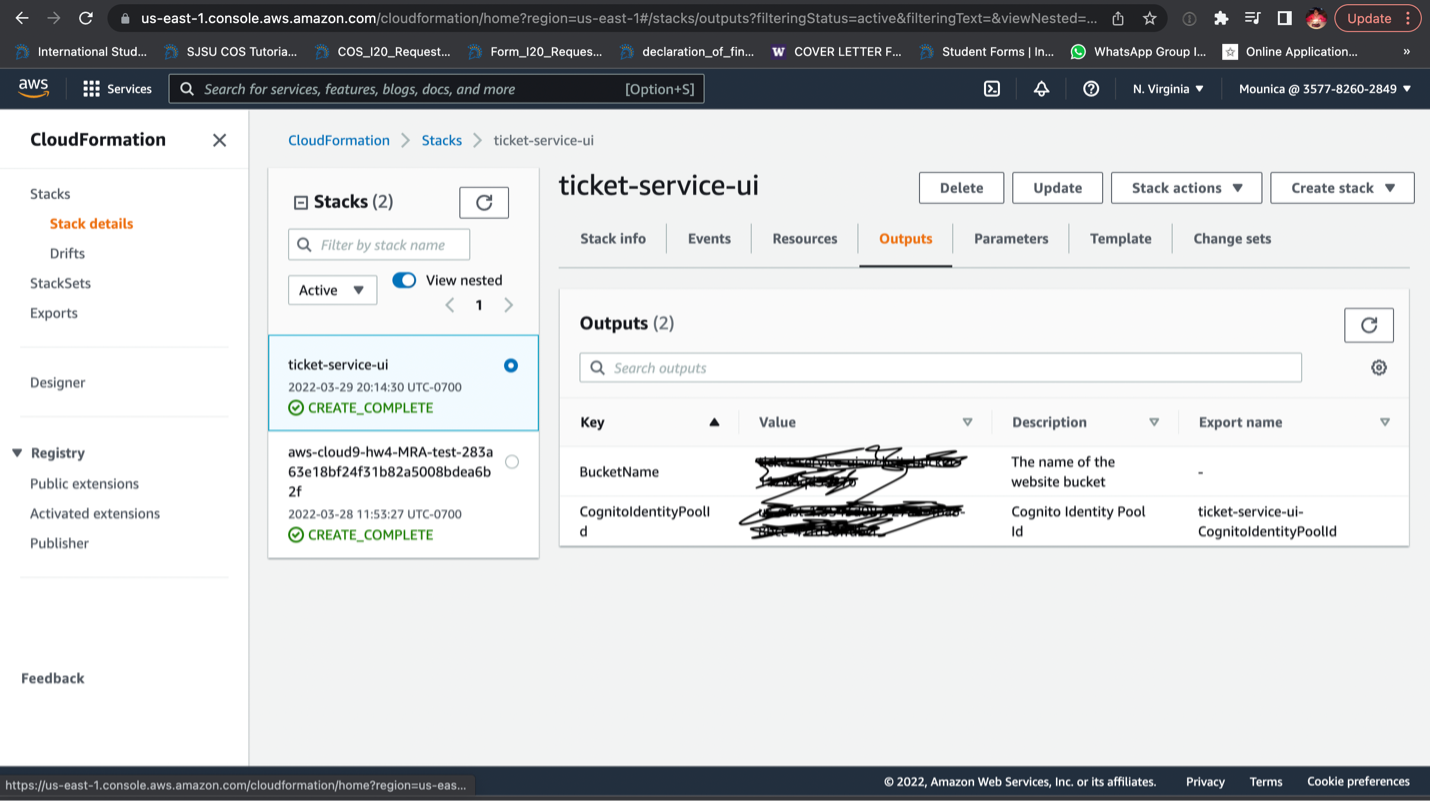 us-east-1.console.aws.amazon.com/cloudformation/home?region=us-east-1#/stacks/outputs?filteringStatus=active&filteringText=&viewNested=...
Update
International Stud...
SJSU COS Tutoria...
COS_I20_Request...
Form_I20_Reques...
declaration_of_fin...
W COVER LETTER F...
Student Forms | In...
WhatsApp Group I...
Online Application...
»
aws
Services
Search for services, features, blogs, docs, and more
[Option+S]
N. Virginia ▼
Mounica @ 3577-8260-2849 ▼
CloudFormation
Stacks
Stack details
Drifts
StackSets
Exports
Designer
Registry
Public extensions
Activated extensions
Publisher
Feedback
CloudFormation > Stacks > ticket-service-ui
Stacks (2)
Filter by stack name
Active
View nested
1
ticket-service-ui
2022-03-29 20:14:30 UTC-0700
CREATE_COMPLETE
aws-cloud9-hw4-MRA-test-283a
63e18bf24f31b82a5008bdea6b
2f
2022-03-28 11:53:27 UTC-0700
CREATE_COMPLETE
ticket-service-ui
Delete
Update
Stack actions
Create stack
Stack info
Events
Resources
Outputs
Parameters
Template
Change sets
Outputs (2)
Search outputs
Key
Value
Description
Export name
BucketName
The name of the
website bucket
-
CognitoIdentityPoolI
d
Cognito Identity Pool
Id
ticket-service-ui-
CognitoIdentityPoolId
https://us-east-1.console.aws.amazon.com/cloudformation/home?region=us-eas...
© 2022, Amazon Web Services, Inc. or its affiliates.
Privacy
Terms
Cookie preferences